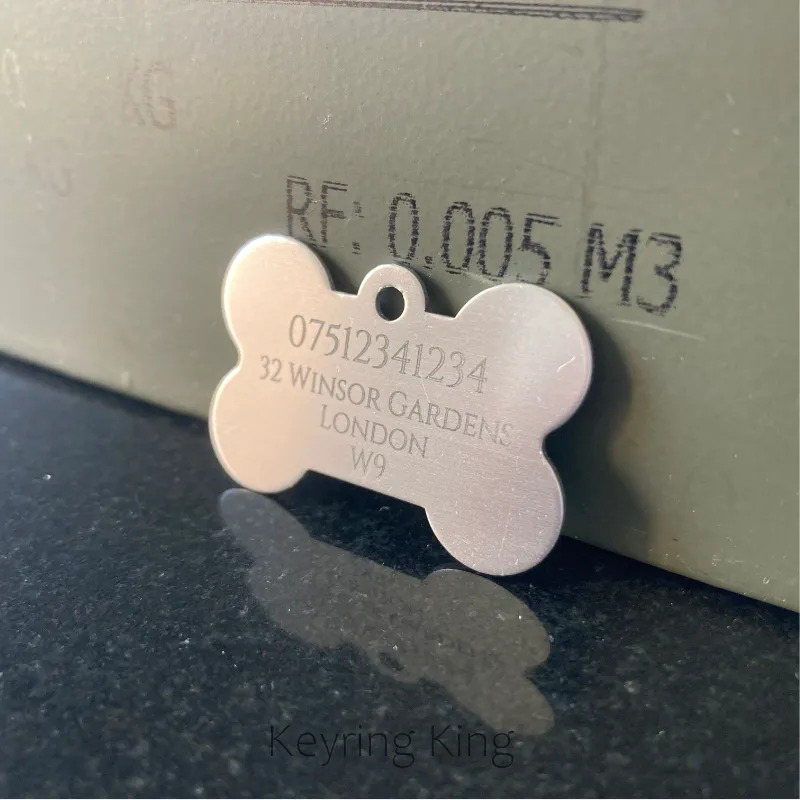 RF: 0.005 M3
07512341234
32 WINSOR GARDENS
LONDON
W9
Keyring King